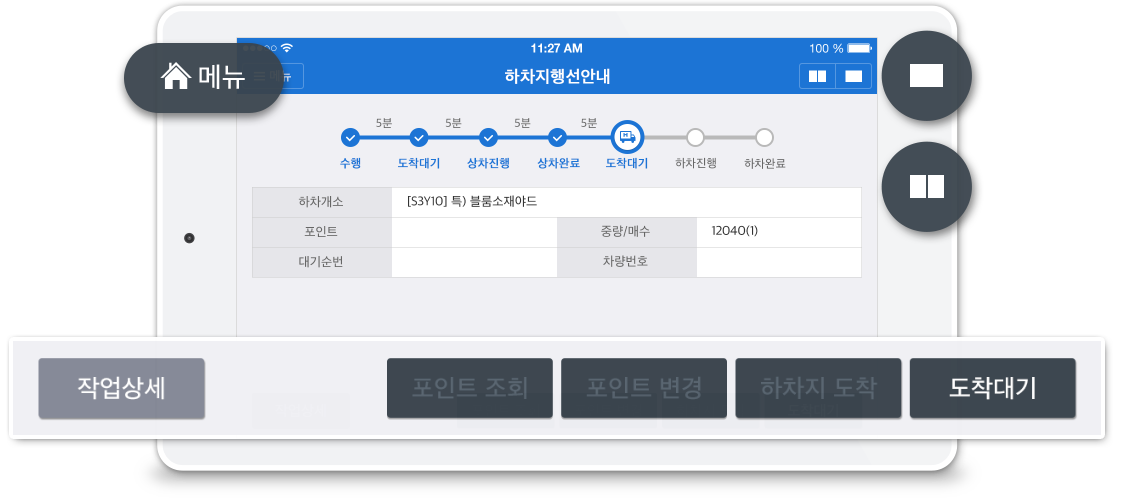 11:27 AM
100 %
메뉴
하차지행선안내
5분 5분 5분 5분
수행 도착대기 상차진행 상차완료 도착대기 하차진행 하차완료
하차개소 [S3Y10] 특) 블룸소재야드
포인트 중량/매수 12040(1)
대기순번 차량번호
작업상세 포인트 조회 포인트 변경 하차지 도착 도착대기